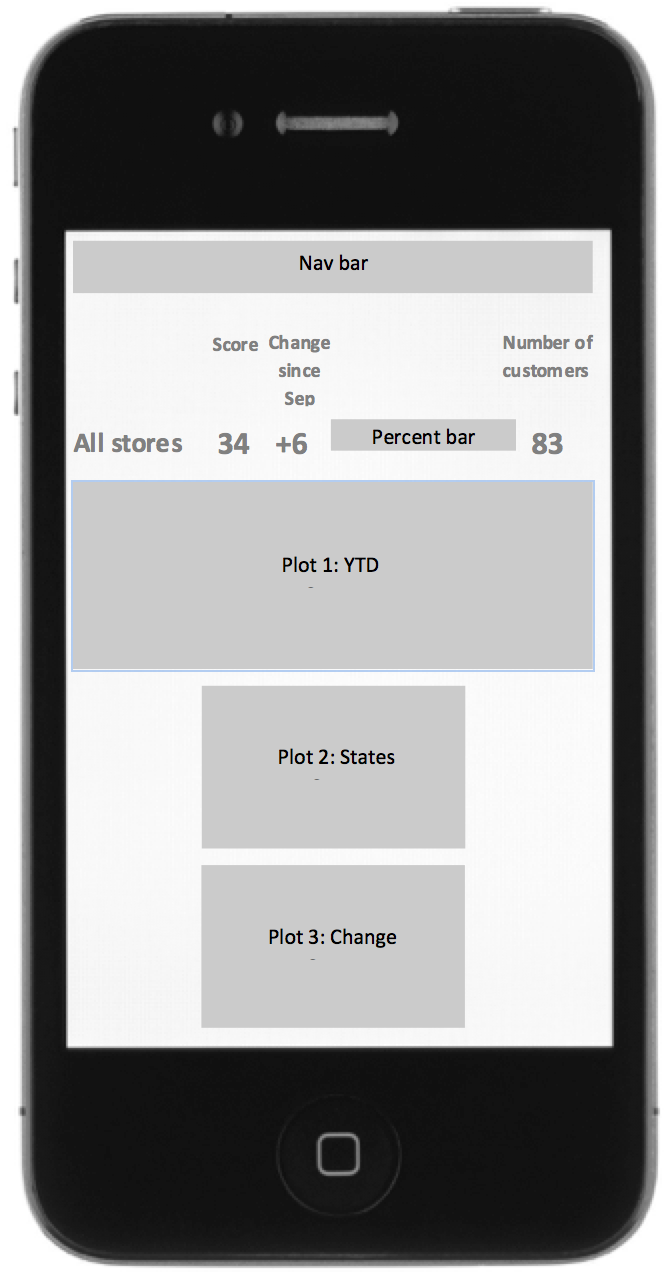 Nav bar
Score Change Number of
since customers
Sep
All stores 34 +6 Percent bar 83
Plot 1: YTD
Plot 2: States
Plot 3: Change